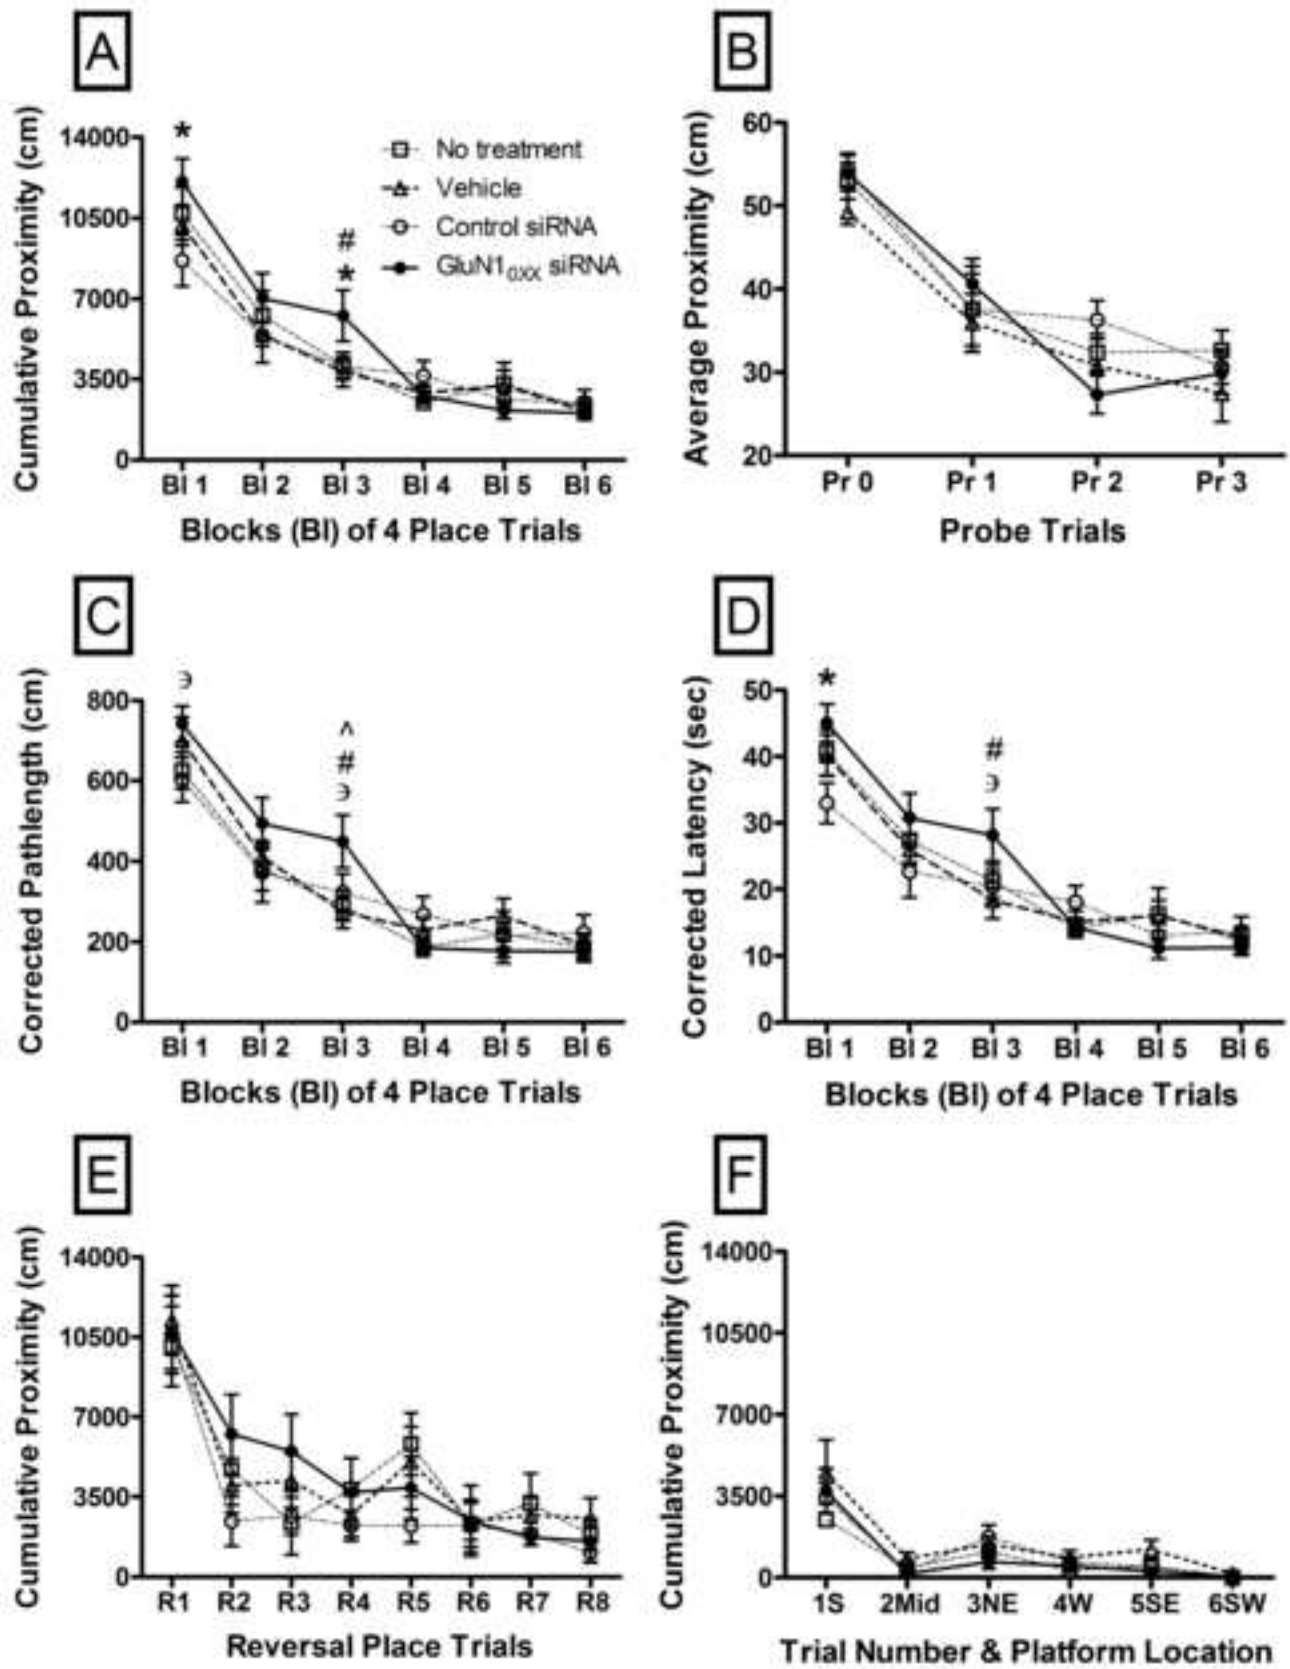 A
Cumulative Proximity (cm)
14000
10500
7000
3500
0
*
#
*
No treatment
Vehicle
Control siRNA
GluN10XX siRNA
Bl 1 Bl 2 Bl 3 Bl 4 Bl 5 Bl 6
Blocks (Bl) of 4 Place Trials
B
Average Proximity (cm)
60
50
40
30
20
Pr 0 Pr 1 Pr 2 Pr 3
Probe Trials
C
Corrected Pathlength (cm)
800
600
400
200
0
϶
^
#
϶
Bl 1 Bl 2 Bl 3 Bl 4 Bl 5 Bl 6
Blocks (Bl) of 4 Place Trials
D
Corrected Latency (sec)
50
40
30
20
10
0
*
#
϶
Bl 1 Bl 2 Bl 3 Bl 4 Bl 5 Bl 6
Blocks (Bl) of 4 Place Trials
E
Cumulative Proximity (cm)
14000
10500
7000
3500
0
R1 R2 R3 R4 R5 R6 R7 R8
Reversal Place Trials
F
Cumulative Proximity (cm)
14000
10500
7000
3500
0
1S 2Mid 3NE 4W 5SE 6SW
Trial Number & Platform Location